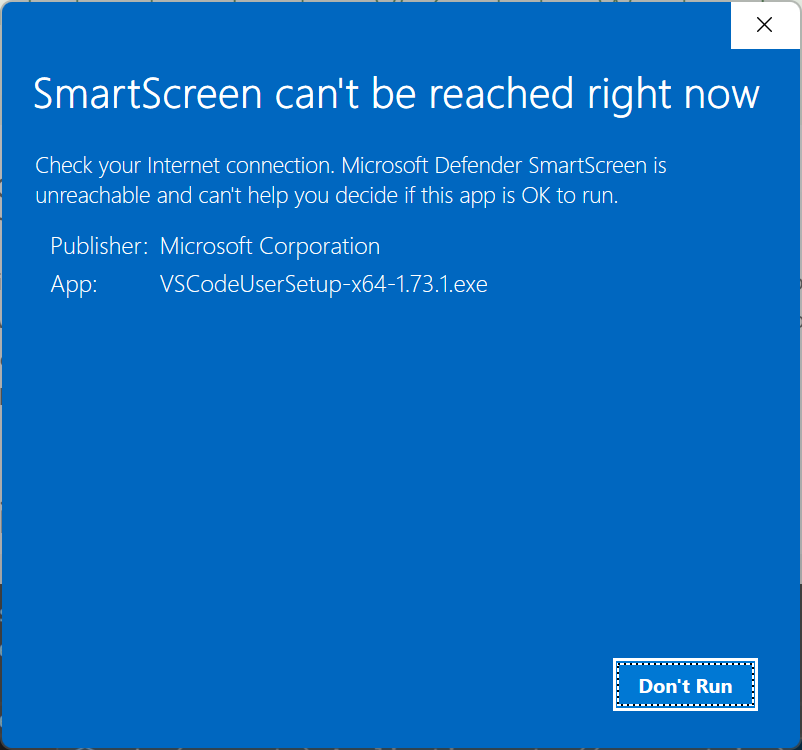 SmartScreen can't be reached right now
Check your Internet connection. Microsoft Defender SmartScreen is
unreachable and can't help you decide if this app is OK to run.
Publisher: Microsoft Corporation
App: VSCodeUserSetup-x64-1.73.1.exe
Don't Run